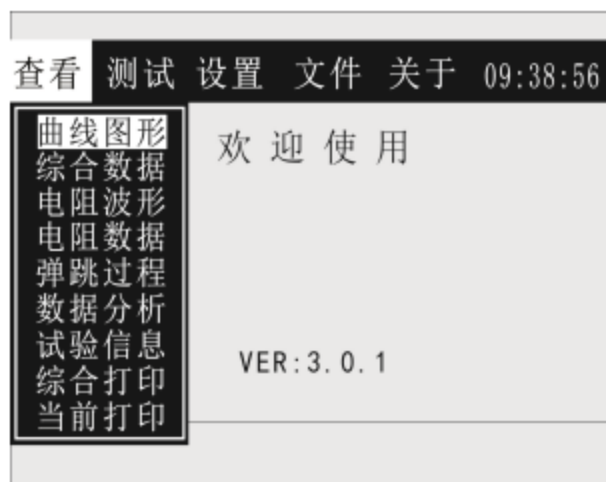 查看 测试 设置 文件 关于 09:38:56
曲线图形
综合数据
电阻波形
电阻数据
弹跳过程
数据分析
试验信息
综合打印
当前打印
欢迎使用
VER:3.0.1